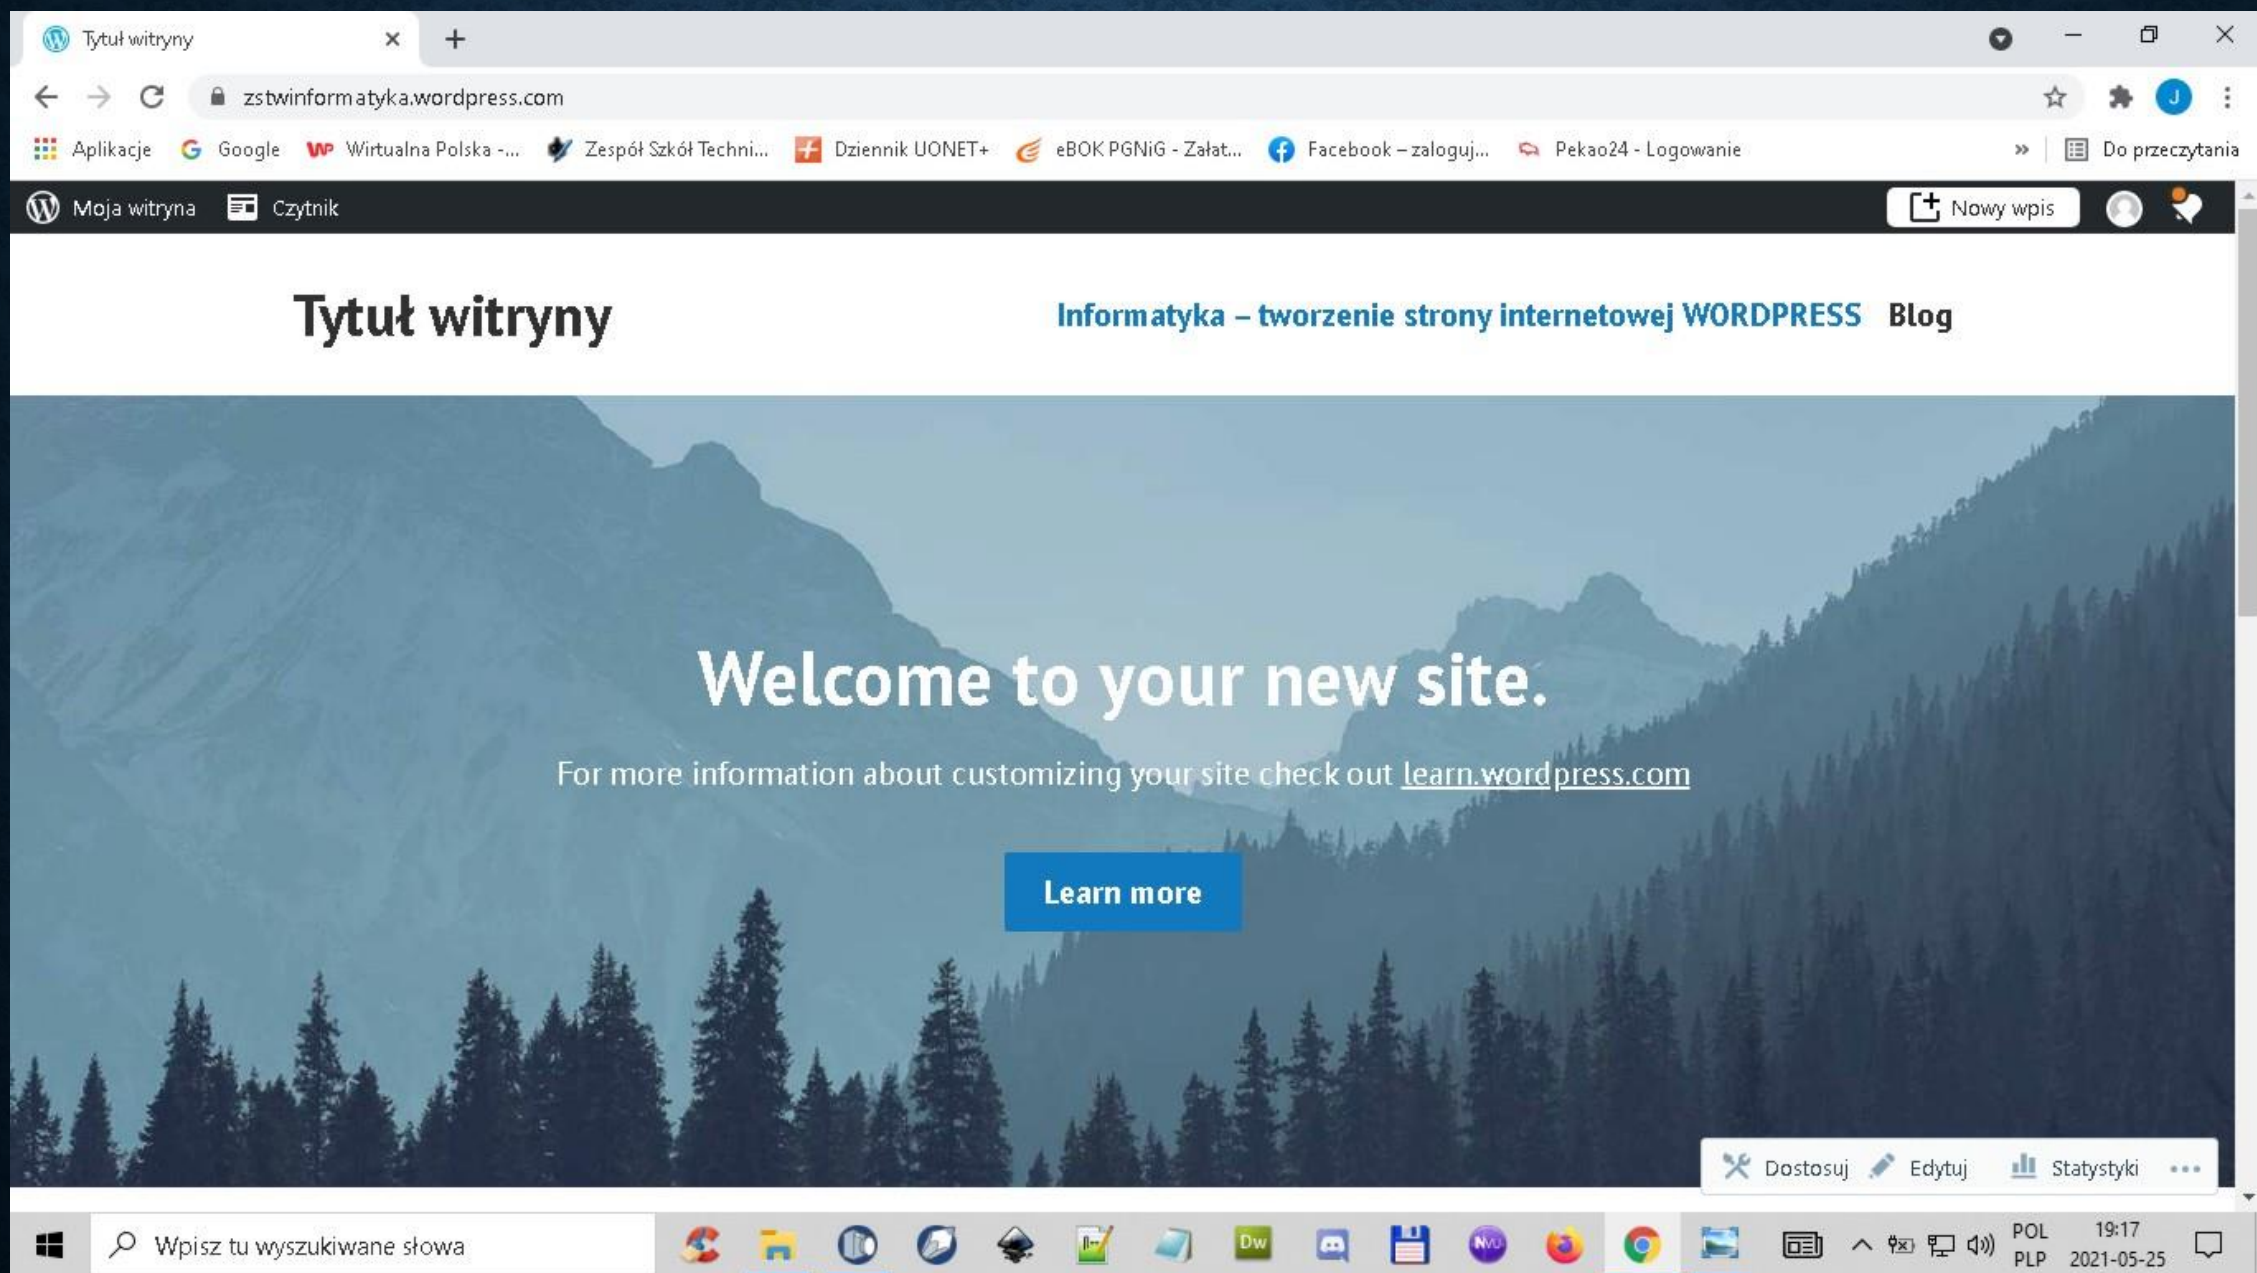 Tytuł witryny
zstwinformatyka.wordpress.com
Aplikacje Google Wirtualna Polska -... Zespół Szkół Techni... Dziennik UONET+ eBOK PGNiG - Załat... Facebook – zaloguj... Pekao24 - Logowanie » Do przeczytania
Moja witryna Czytnik Nowy wpis
Tytuł witryny Informatyka – tworzenie strony internetowej WORDPRESS Blog
Welcome to your new site.
For more information about customizing your site check out learn.wordpress.com
Learn more
Dostosuj Edytuj Statystyki
Wpisz tu wyszukiwane słowa Dw NVU POL 19:17
PLP 2021-05-25